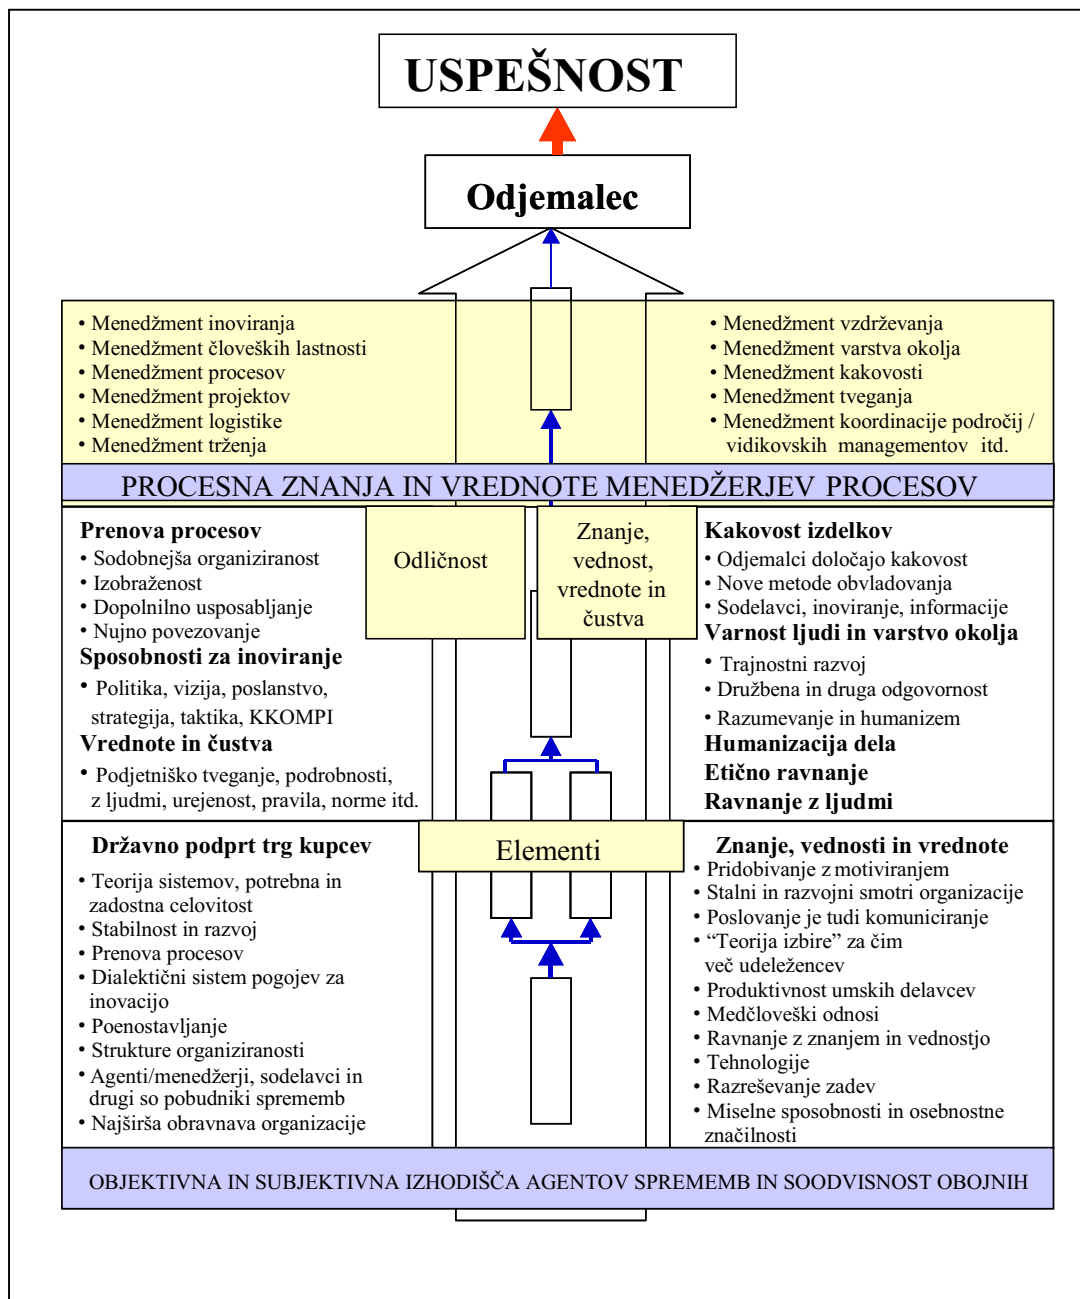 USPEŠNOST
Odjemalec
• Menedžment inoviranja
• Menedžment človeških lastnosti
• Menedžment procesov
• Menedžment projektov
• Menedžment logistike
• Menedžment trženja
• Menedžment vzdrževanja
• Menedžment varstva okolja
• Menedžment kakovosti
• Menedžment tveganja
• Menedžment koordinacije področij /
vidikovskih managementov itd.
PROCESNA ZNANJA IN VREDNOTE MENEDŽERJEV PROCESOV
Prenova procesov
• Sodobnejša organiziranost
• Izobraženost
• Dopolnilno usposabljanje
• Nujno povezovanje
Sposobnosti za inoviranje
• Politika, vizija, poslanstvo,
strategija, taktika, KKOMPI
Vrednote in čustva
• Podjetniško tveganje, podrobnosti,
z ljudmi, urejenost, pravila, norme itd.
Odličnost
Znanje,
vednost,
vrednote in
čustva
Kakovost izdelkov
• Odjemalci določajo kakovost
• Nove metode obvladovanja
• Sodelavci, inoviranje, informacije
Varnost ljudi in varstvo okolja
• Trajnostni razvoj
• Družbena in druga odgovornost
• Razumevanje in humanizem
Humanizacija dela
Etično ravnanje
Ravnanje z ljudmi
Elementi
Državno podprt trg kupcev
• Teorija sistemov, potrebna in
zadostna celovitost
• Stabilnost in razvoj
• Prenova procesov
• Dialektični sistem pogojev za
inovacijo
• Poenostavljanje
• Strukture organiziranosti
• Agenti/menedžerji, sodelavci in
drugi so pobudniki sprememb
• Najširša obravnava organizacije
Znanje, vednosti in vrednote
• Pridobivanje z motiviranjem
• Stalni in razvojni smotri organizacije
• Poslovanje je tudi komuniciranje
• “Teorija izbire” za čim
več udeležencev
• Produktivnost umskih delavcev
• Medčloveški odnosi
• Ravnanje z znanjem in vednostjo
• Tehnologije
• Razreševanje zadev
• Miselne sposobnosti in osebnostne
značilnosti
OBJEKTIVNA IN SUBJEKTIVNA IZHODIŠČA AGENTOV SPREMEMB IN SOODVISNOST OBOJNIH